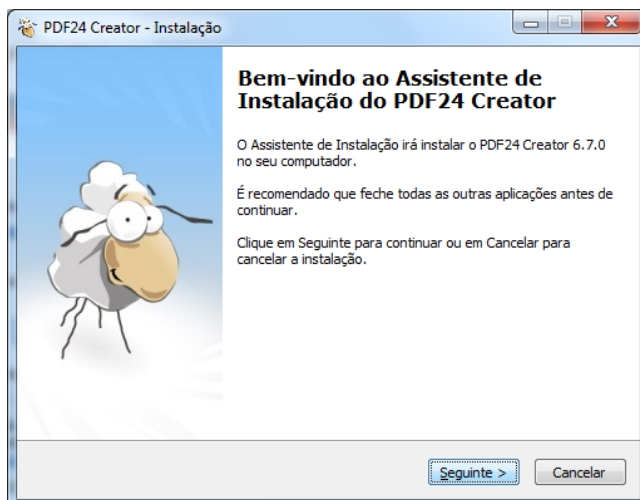 PDF24 Creator - Instalação
Bem-vindo ao Assistente de
Instalação do PDF24 Creator
O Assistente de Instalação irá instalar o PDF24 Creator 6.7.0
no seu computador.
É recomendado que feche todas as outras aplicações antes de
continuar.
Clique em Seguinte para continuar ou em Cancelar para
cancelar a instalação.
Seguinte >
Cancelar